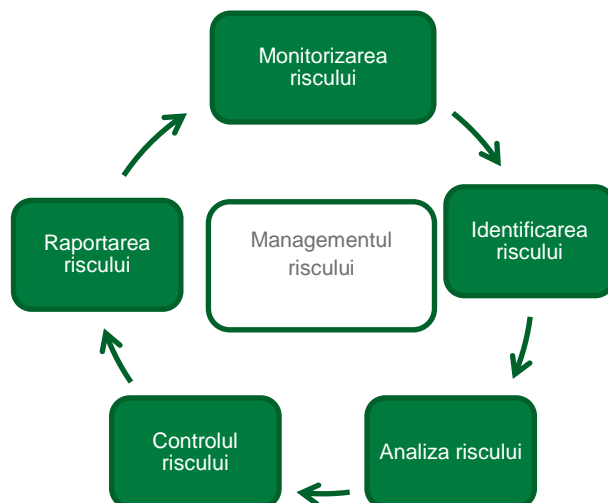 Monitorizarea
riscului
Identificarea
riscului
Analiza riscului
Controlul
riscului
Raportarea
riscului
Managementul
riscului